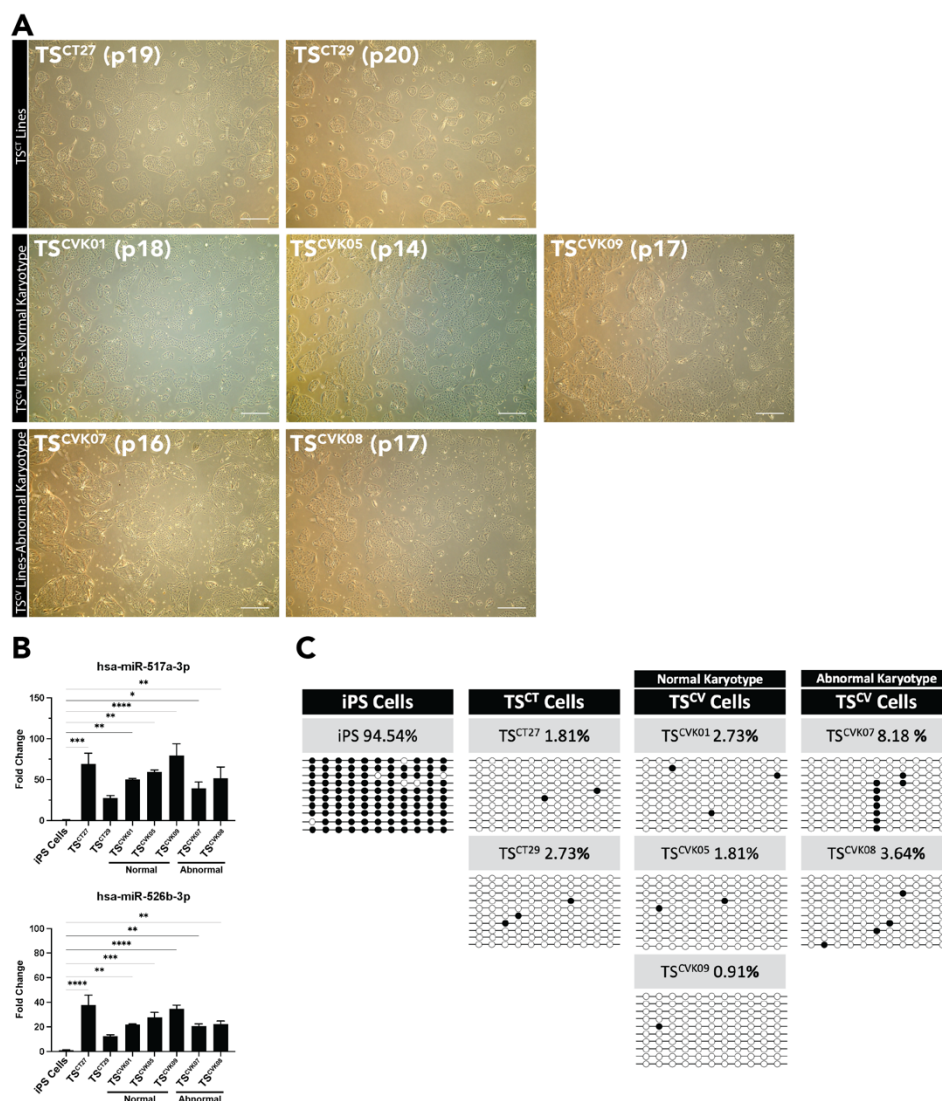 A
TS^CT27 (p19)
TS^CT29 (p20)
TS^CT Lines
TS^CVK01 (p18)
TS^CVK05 (p14)
TS^CVK09 (p17)
TS^CV Lines-Normal Karyotype
TS^CVK07 (p16)
TS^CVK08 (p17)
TS^CV Lines-Abnormal Karyotype
B
hsa-miR-517a-3p
**
*
****
**
**
***
Fold Change
150
100
75
50
25
0
iPS Cells
TS^CT27
TS^CT29
TS^CVK01
TS^CVK05
TS^CVK09
TS^CVK07
TS^CVK08
Normal Abnormal
hsa-miR-526b-3p
**
**
****
***
**
****
Fold Change
100
80
60
40
20
0
iPS Cells
TS^CT27
TS^CT29
TS^CVK01
TS^CVK05
TS^CVK09
TS^CVK07
TS^CVK08
Normal Abnormal
C
Normal Karyotype Abnormal Karyotype
iPS Cells TS^CT Cells TS^CV Cells TS^CV Cells
iPS 94.54% TS^CT27 1.81% TS^CVK01 2.73% TS^CVK07 8.18 %
TS^CT29 2.73% TS^CVK05 1.81% TS^CVK08 3.64%
TS^CVK09 0.91%